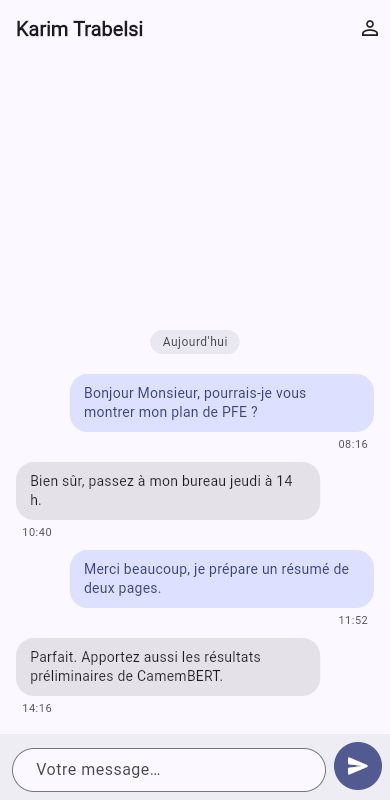 Karim Trabelsi
Aujourd'hui
Bonjour Monsieur, pourrais-je vous
montrer mon plan de PFE ?
08:16
Bien sûr, passez à mon bureau jeudi à 14
h.
10:40
Merci beaucoup, je prépare un résumé de
deux pages.
11:52
Parfait. Apportez aussi les résultats
préliminaires de CamemBERT.
14:16
Votre message…